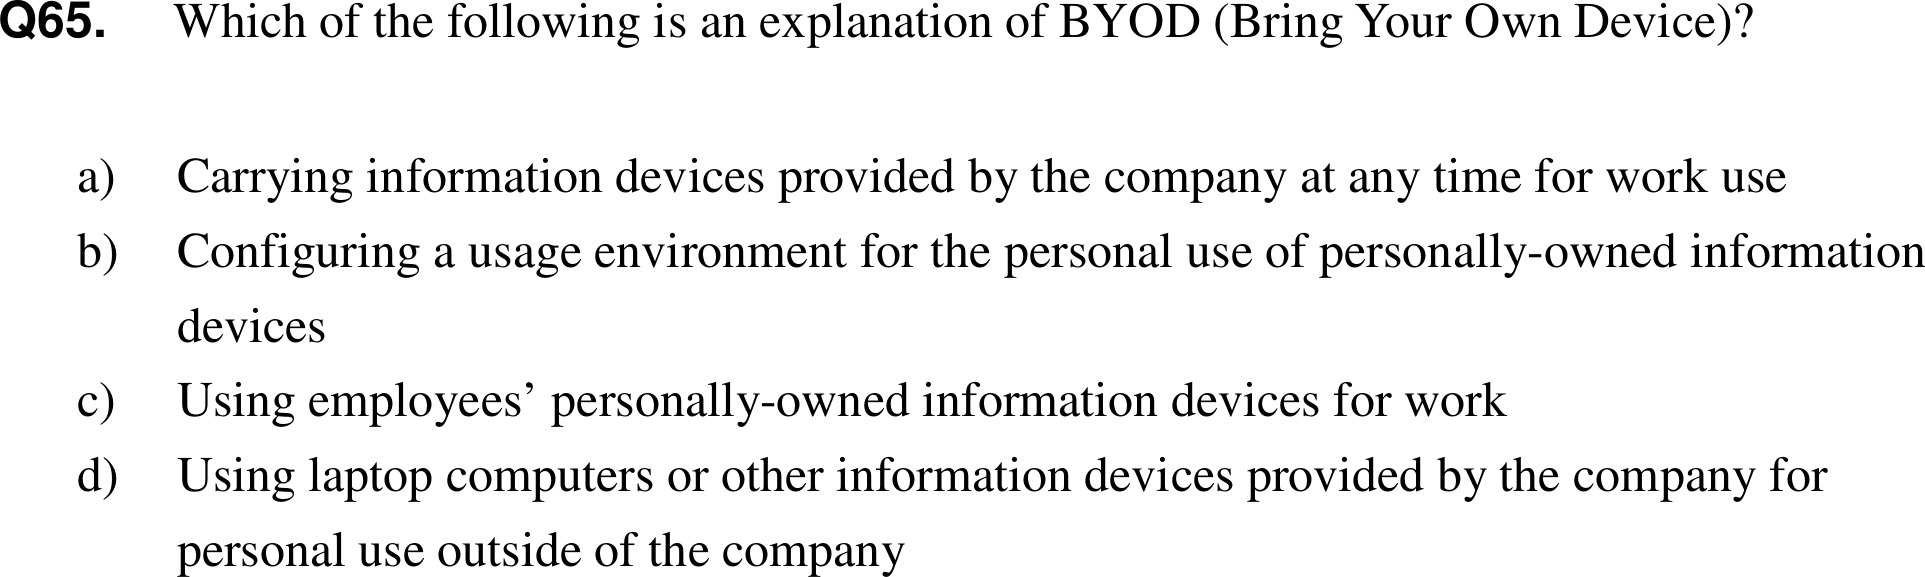 Q65. Which of the following is an explanation of BYOD (Bring Your Own Device)?
a) Carrying information devices provided by the company at any time for work use
b) Configuring a usage environment for the personal use of personally-owned information
devices
c) Using employees’ personally-owned information devices for work
d) Using laptop computers or other information devices provided by the company for
personal use outside of the company